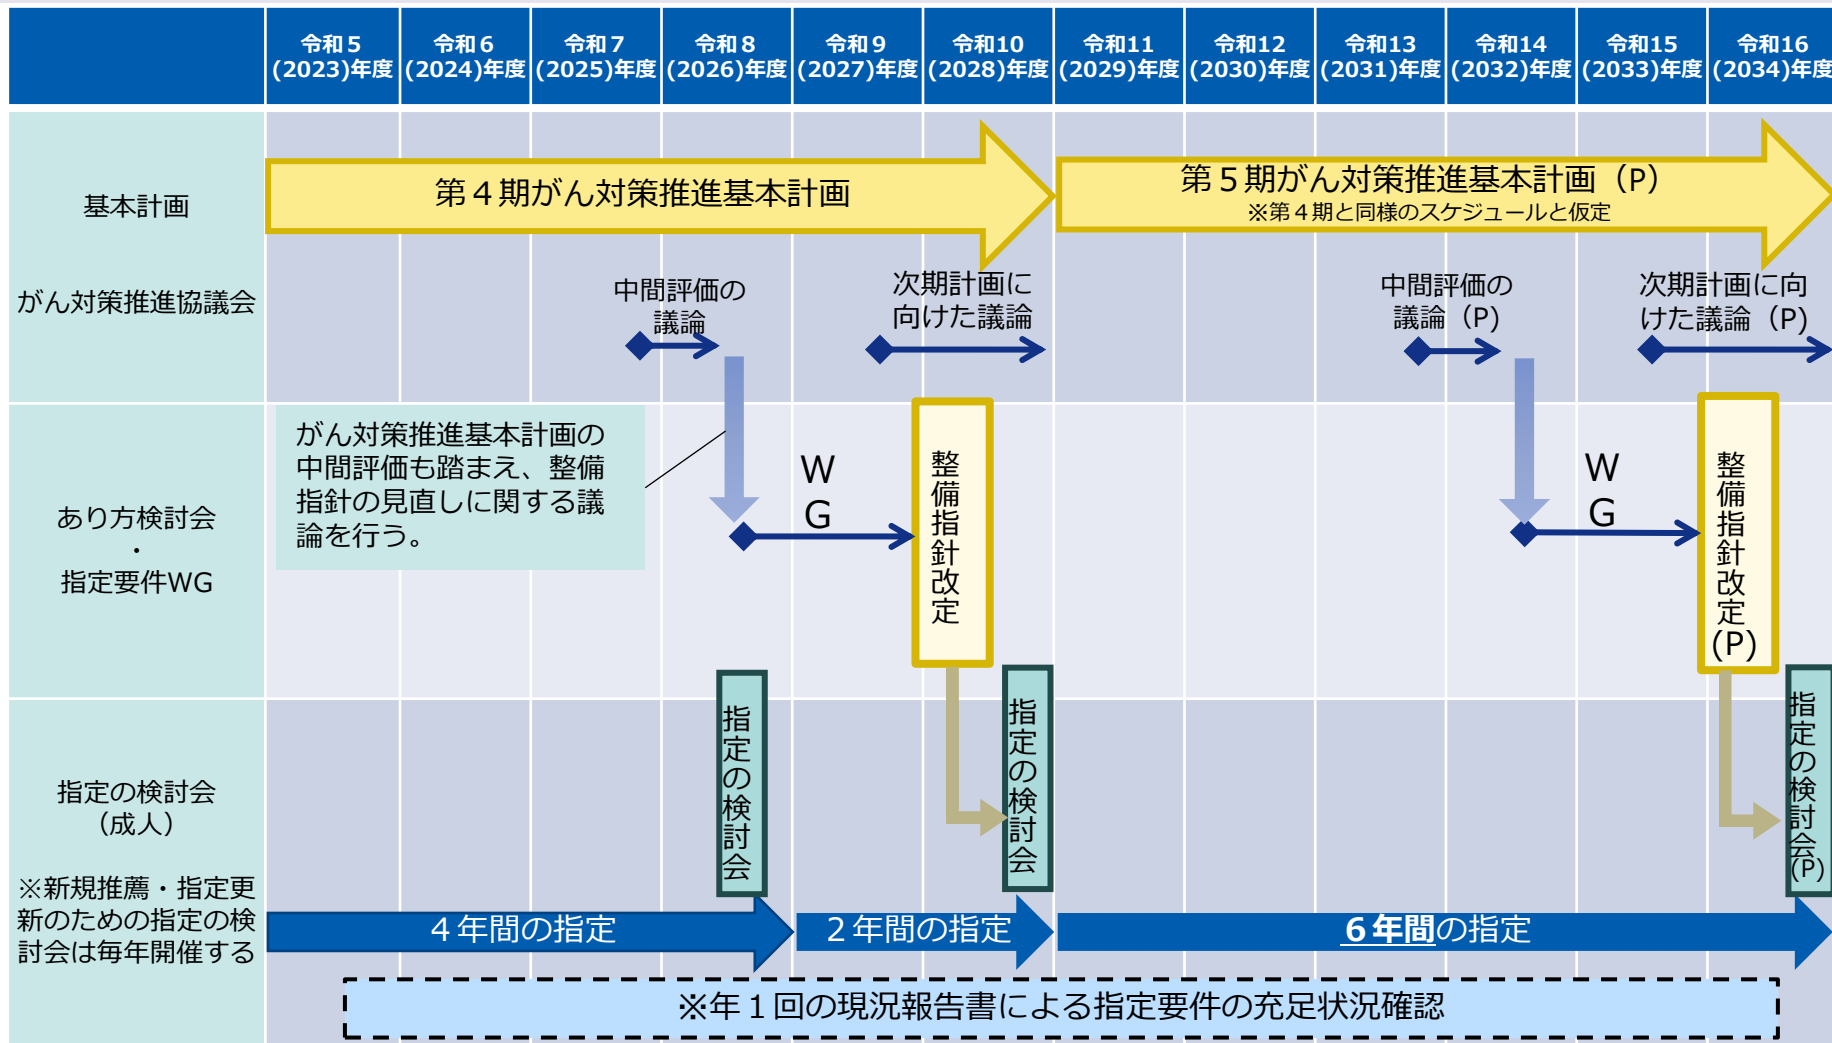 令和5
(2023)年度
令和6
(2024)年度
令和7
(2025)年度
令和8
(2026)年度
令和9
(2027)年度
令和10
(2028)年度
令和11
(2029)年度
令和12
(2030)年度
令和13
(2031)年度
令和14
(2032)年度
令和15
(2033)年度
令和16
(2034)年度
基本計画
がん対策推進協議会
第4期がん対策推進基本計画
第5期がん対策推進基本計画（P）
※第4期と同様のスケジュールと仮定
中間評価の
議論
次期計画に
向けた議論
中間評価の
議論（P)
次期計画に向
けた議論（P)
あり方検討会
・
指定要件WG
がん対策推進基本計画の
中間評価も踏まえ、整備
指針の見直しに関する議
論を行う。
W
G
整備指針改定
W
G
整備指針改定(P)
指定の検討会
（成人）
※新規推薦・指定更
新のための指定の検
討会は毎年開催する
指定の検討会
指定の検討会
指定の検討会(P)
４年間の指定
２年間の指定
６年間の指定
※年１回の現況報告書による指定要件の充足状況確認